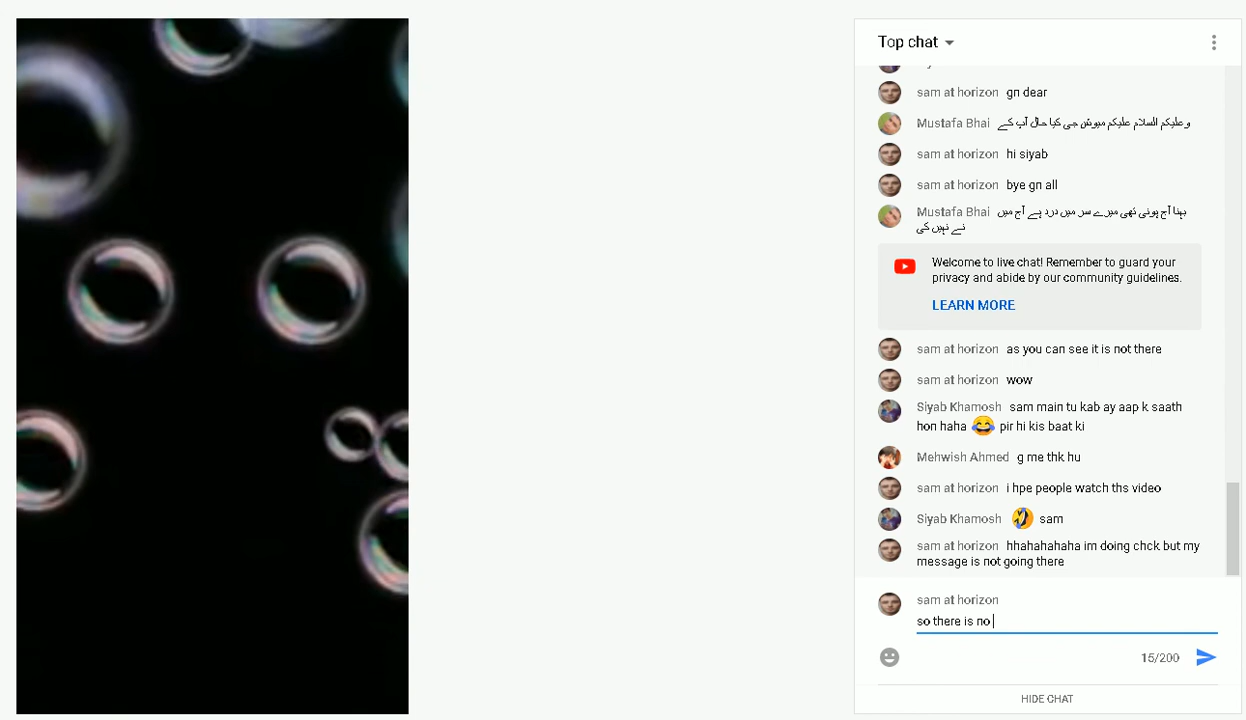 Top chat
sam at horizon gn dear
Mustafa Bhai وعلیکم السلام علیکم مہوش جی کیا حال آپ کے
sam at horizon hi siyab
sam at horizon bye gn all
Mustafa Bhai بہنا آج ہونی تھی میرے سر میں درد ہے آج میں
نے نہیں کی
Welcome to live chat! Remember to guard your
privacy and abide by our community guidelines.
LEARN MORE
sam at horizon as you can see it is not there
sam at horizon wow
Siyab Khamosh sam main tu kab ay aap k saath
hon haha 😂 pir hi kis baat ki
Mehwish Ahmed g me thk hu
sam at horizon i hpe people watch ths video
Siyab Khamosh 🤣 sam
sam at horizon hhahahahaha im doing chck but my
message is not going there
sam at horizon
so there is no
15/200
HIDE CHAT